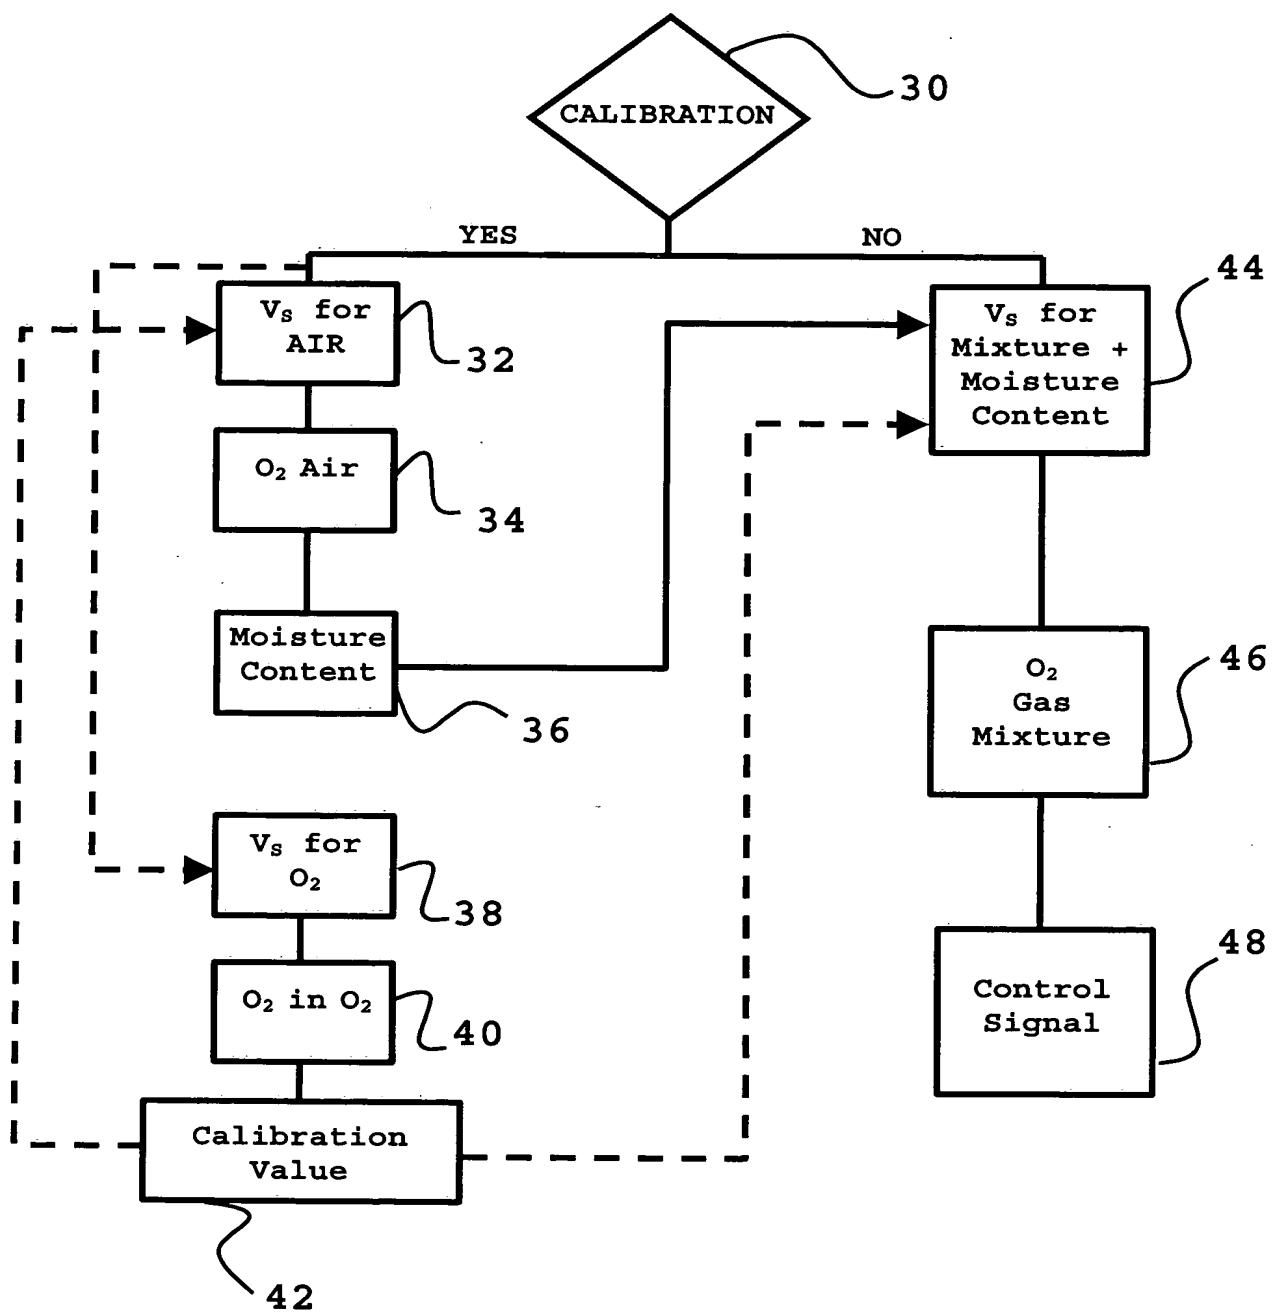 CALIBRATION
30
YES
NO
44
Vₛ for
AIR
32
Vₛ for
Mixture +
Moisture
Content
O₂ Air
34
Moisture
Content
36
O₂
Gas
Mixture
46
Vₛ for
O₂
38
O₂ in O₂
40
Control
Signal
48
Calibration
Value
42